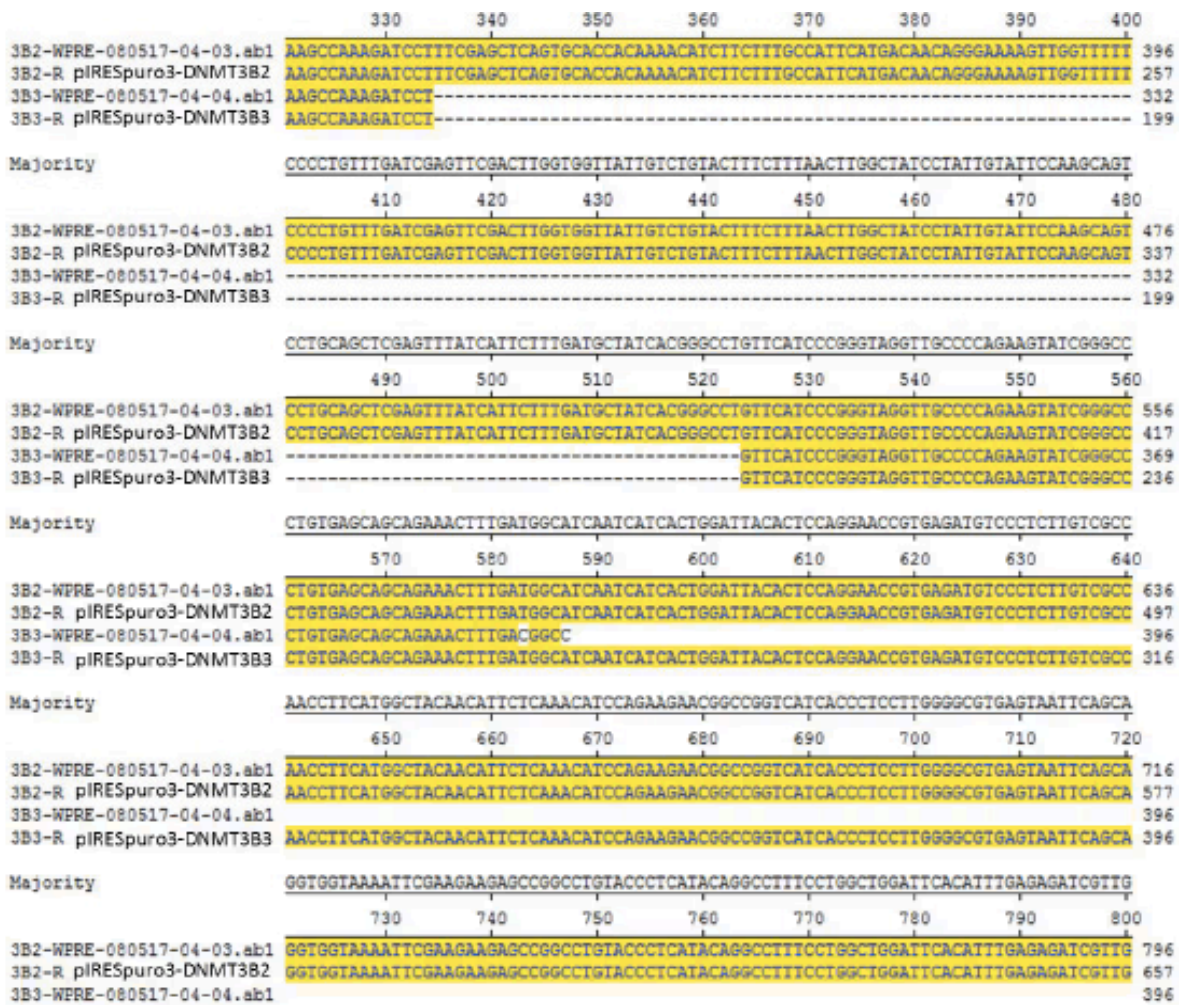 330 340 350 360 370 380 390 400
3B2-WPRE-080517-04-03.ab1 AAGCCAAAGATCCTTTCGAGCTCAGTGCACCACAAAACATCTTCTTTGCCATTCATGACAACAGGGAAAAGTTGGTTTTT 396
3B2-R pIRESpuro3-DNMT3B2 AAGCCAAAGATCCTTTCGAGCTCAGTGCACCACAAAACATCTTCTTTGCCATTCATGACAACAGGGAAAAGTTGGTTTTT 257
3B3-WPRE-080517-04-04.ab1 AAGCCAAAGATCCT------------------------------------------------------------------ 332
3B3-R pIRESpuro3-DNMT3B3 AAGCCAAAGATCCT------------------------------------------------------------------ 199
Majority CCCCTGTTTGATCGAGTTCGACTTGGTGGTTATTGTCTGTACTTTCTTTAACTTGGCTATCCTATTGTATTCCAAGCAGT
410 420 430 440 450 460 470 480
3B2-WPRE-080517-04-03.ab1 CCCCTGTTTGATCGAGTTCGACTTGGTGGTTATTGTCTGTACTTTCTTTAACTTGGCTATCCTATTGTATTCCAAGCAGT 476
3B2-R pIRESpuro3-DNMT3B2 CCCCTGTTTGATCGAGTTCGACTTGGTGGTTATTGTCTGTACTTTCTTTAACTTGGCTATCCTATTGTATTCCAAGCAGT 337
3B3-WPRE-080517-04-04.ab1 -------------------------------------------------------------------------------- 332
3B3-R pIRESpuro3-DNMT3B3 -------------------------------------------------------------------------------- 199
Majority CCTGCAGCTCGAGTTTATCATTCTTTGATGCTATCACGGGCCTGTTCATCCCGGGTAGGTTGCCCCAGAAGTATCGGGCC
490 500 510 520 530 540 550 560
3B2-WPRE-080517-04-03.ab1 CCTGCAGCTCGAGTTTATCATTCTTTGATGCTATCACGGGCCTGTTCATCCCGGGTAGGTTGCCCCAGAAGTATCGGGCC 556
3B2-R pIRESpuro3-DNMT3B2 CCTGCAGCTCGAGTTTATCATTCTTTGATGCTATCACGGGCCTGTTCATCCCGGGTAGGTTGCCCCAGAAGTATCGGGCC 417
3B3-WPRE-080517-04-04.ab1 -------------------------------------------GTTCATCCCGGGTAGGTTGCCCCAGAAGTATCGGGCC 369
3B3-R pIRESpuro3-DNMT3B3 -------------------------------------------GTTCATCCCGGGTAGGTTGCCCCAGAAGTATCGGGCC 236
Majority CTGTGAGCAGCAGAAACTTTGATGGCATCAATCATCACTGGATTACACTCCAGGAACCGTGAGATGTCCCTCTTGTCGCC
570 580 590 600 610 620 630 640
3B2-WPRE-080517-04-03.ab1 CTGTGAGCAGCAGAAACTTTGATGGCATCAATCATCACTGGATTACACTCCAGGAACCGTGAGATGTCCCTCTTGTCGCC 636
3B2-R pIRESpuro3-DNMT3B2 CTGTGAGCAGCAGAAACTTTGATGGCATCAATCATCACTGGATTACACTCCAGGAACCGTGAGATGTCCCTCTTGTCGCC 497
3B3-WPRE-080517-04-04.ab1 CTGTGAGCAGCAGAAACTTTGACGGCC 396
3B3-R pIRESpuro3-DNMT3B3 CTGTGAGCAGCAGAAACTTTGATGGCATCAATCATCACTGGATTACACTCCAGGAACCGTGAGATGTCCCTCTTGTCGCC 316
Majority AACCTTCATGGCTACAACATTCTCAAACATCCAGAAGAACGGCCGGTCATCACCCTCCTTGGGGCGTGAGTAATTCAGCA
650 660 670 680 690 700 710 720
3B2-WPRE-080517-04-03.ab1 AACCTTCATGGCTACAACATTCTCAAACATCCAGAAGAACGGCCGGTCATCACCCTCCTTGGGGCGTGAGTAATTCAGCA 716
3B2-R pIRESpuro3-DNMT3B2 AACCTTCATGGCTACAACATTCTCAAACATCCAGAAGAACGGCCGGTCATCACCCTCCTTGGGGCGTGAGTAATTCAGCA 577
3B3-WPRE-080517-04-04.ab1 396
3B3-R pIRESpuro3-DNMT3B3 AACCTTCATGGCTACAACATTCTCAAACATCCAGAAGAACGGCCGGTCATCACCCTCCTTGGGGCGTGAGTAATTCAGCA 396
Majority GGTGGTAAAATTCGAAGAAGAGCCGGCCTGTACCCTCATACAGGCCTTTCCTGGCTGGATTCACATTTGAGAGATCGTTG
730 740 750 760 770 780 790 800
3B2-WPRE-080517-04-03.ab1 GGTGGTAAAATTCGAAGAAGAGCCGGCCTGTACCCTCATACAGGCCTTTCCTGGCTGGATTCACATTTGAGAGATCGTTG 796
3B2-R pIRESpuro3-DNMT3B2 GGTGGTAAAATTCGAAGAAGAGCCGGCCTGTACCCTCATACAGGCCTTTCCTGGCTGGATTCACATTTGAGAGATCGTTG 657
3B3-WPRE-080517-04-04.ab1 396